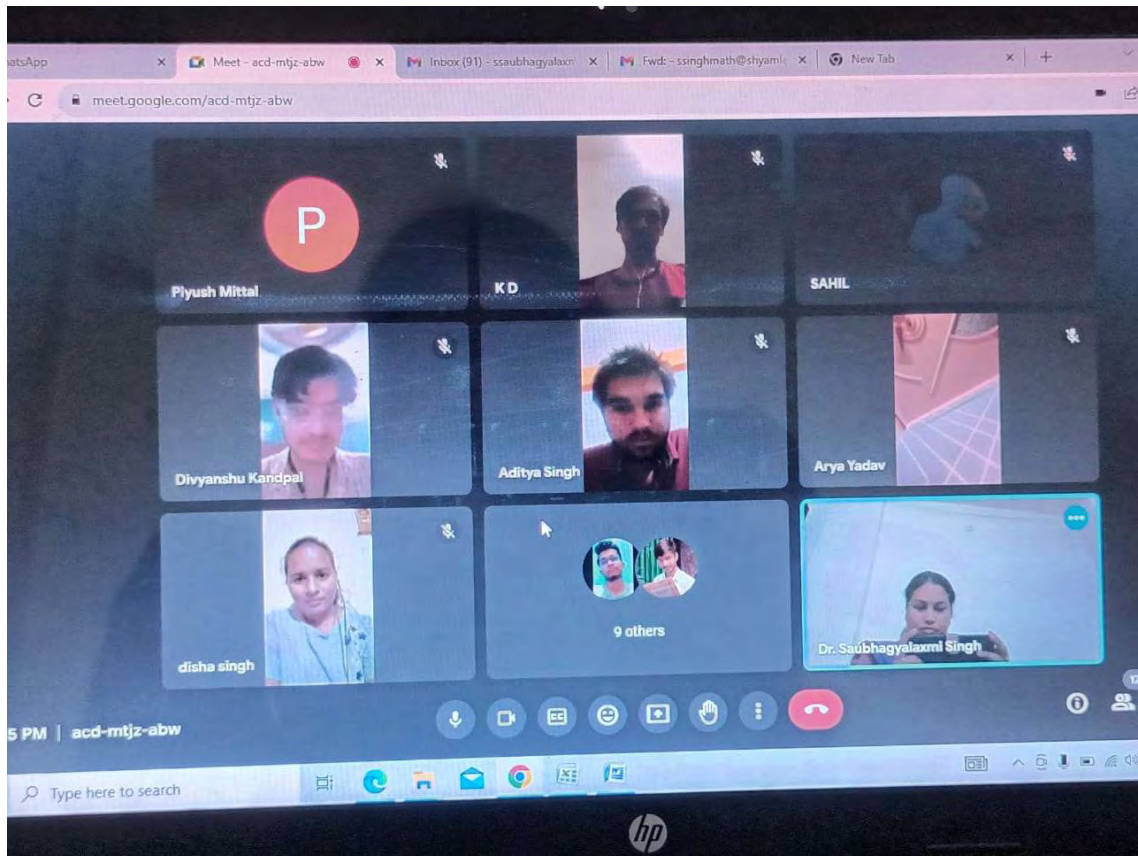 atsApp
Meet - acd-mtjz-abw
Inbox (91) - ssaubhagyalaxm
Fwd: - ssinghmath@shyaml
New Tab
meet.google.com/acd-mtjz-abw
P
Piyush Mittal
K D
SAHIL
Divyanshu Kandpal
Aditya Singh
Arya Yadav
disha singh
9 others
Dr. Saubhagyalaxmi Singh
5 PM | acd-mtjz-abw
CC
Type here to search
hp